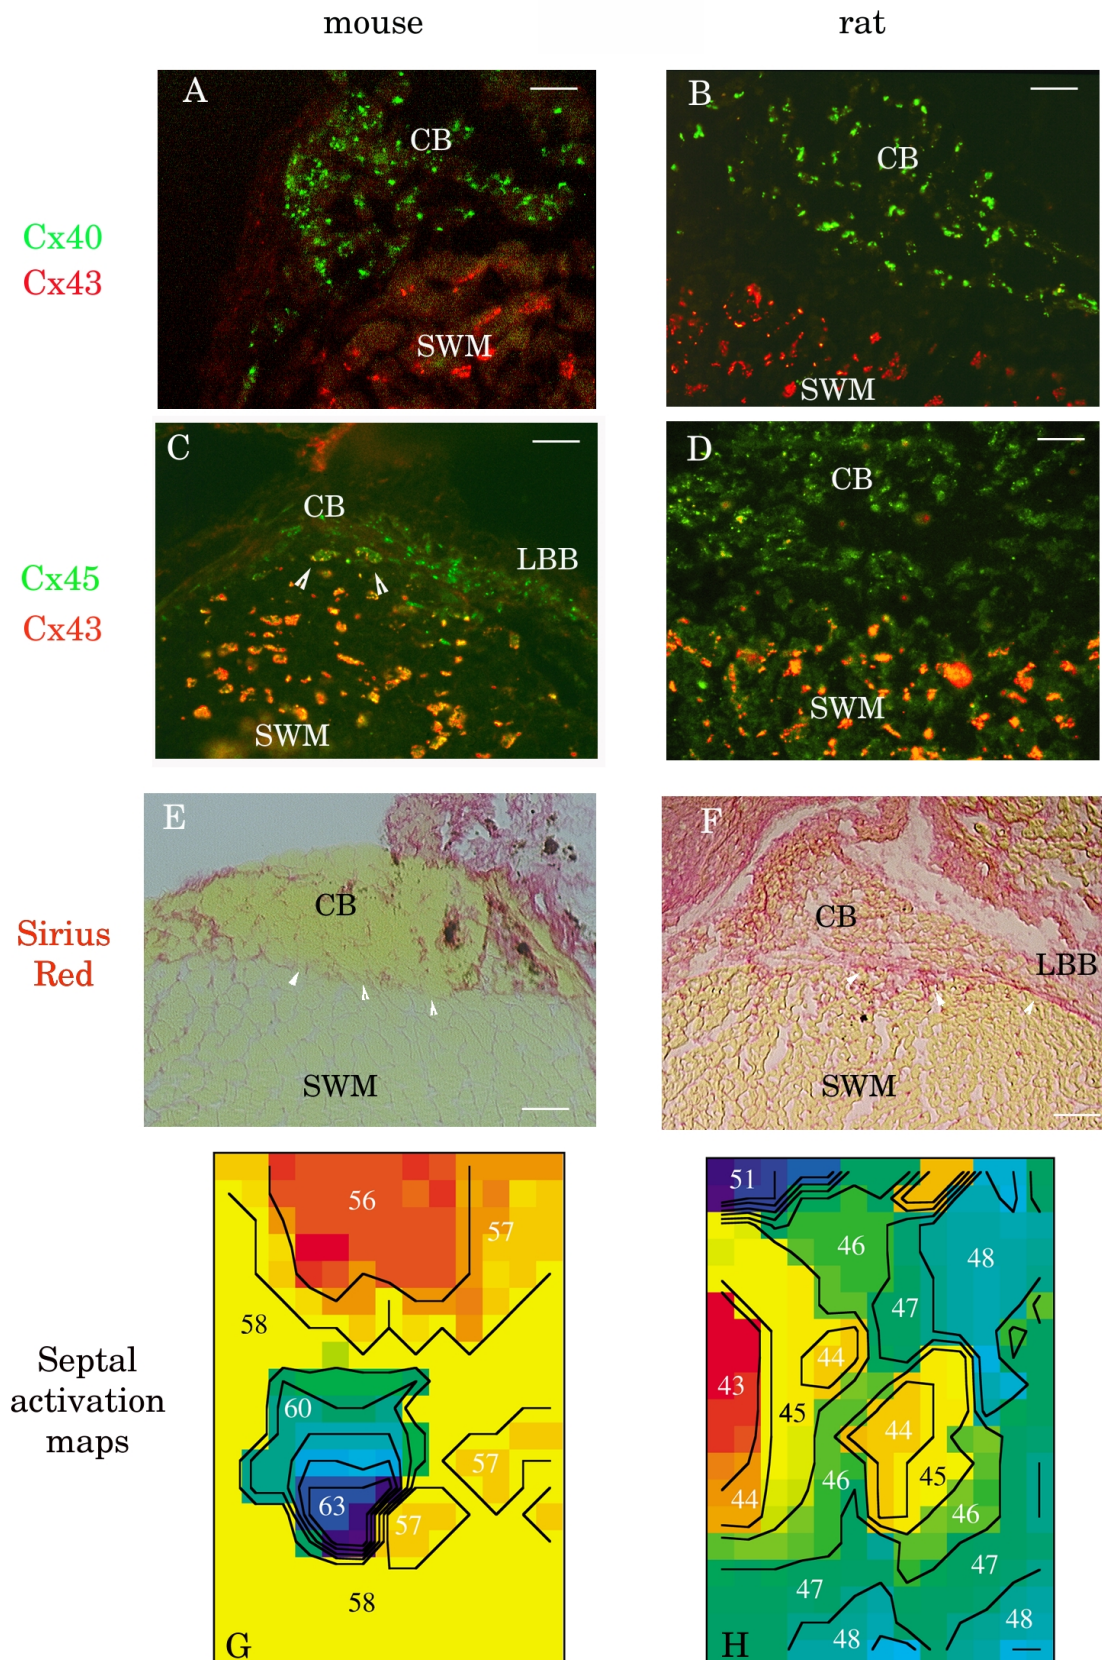 mouse
rat
A
CB
SWM
B
CB
SWM
Cx40
Cx43
C
CB
LBB
SWM
D
CB
SWM
Cx45
Cx43
E
CB
SWM
F
CB
LBB
SWM
Sirius
Red
56
57
58
60
57
63
57
58
G
51
46
48
47
44
43
45
44
45
46
44
46
47
47
48
48
H
Septal
activation
maps